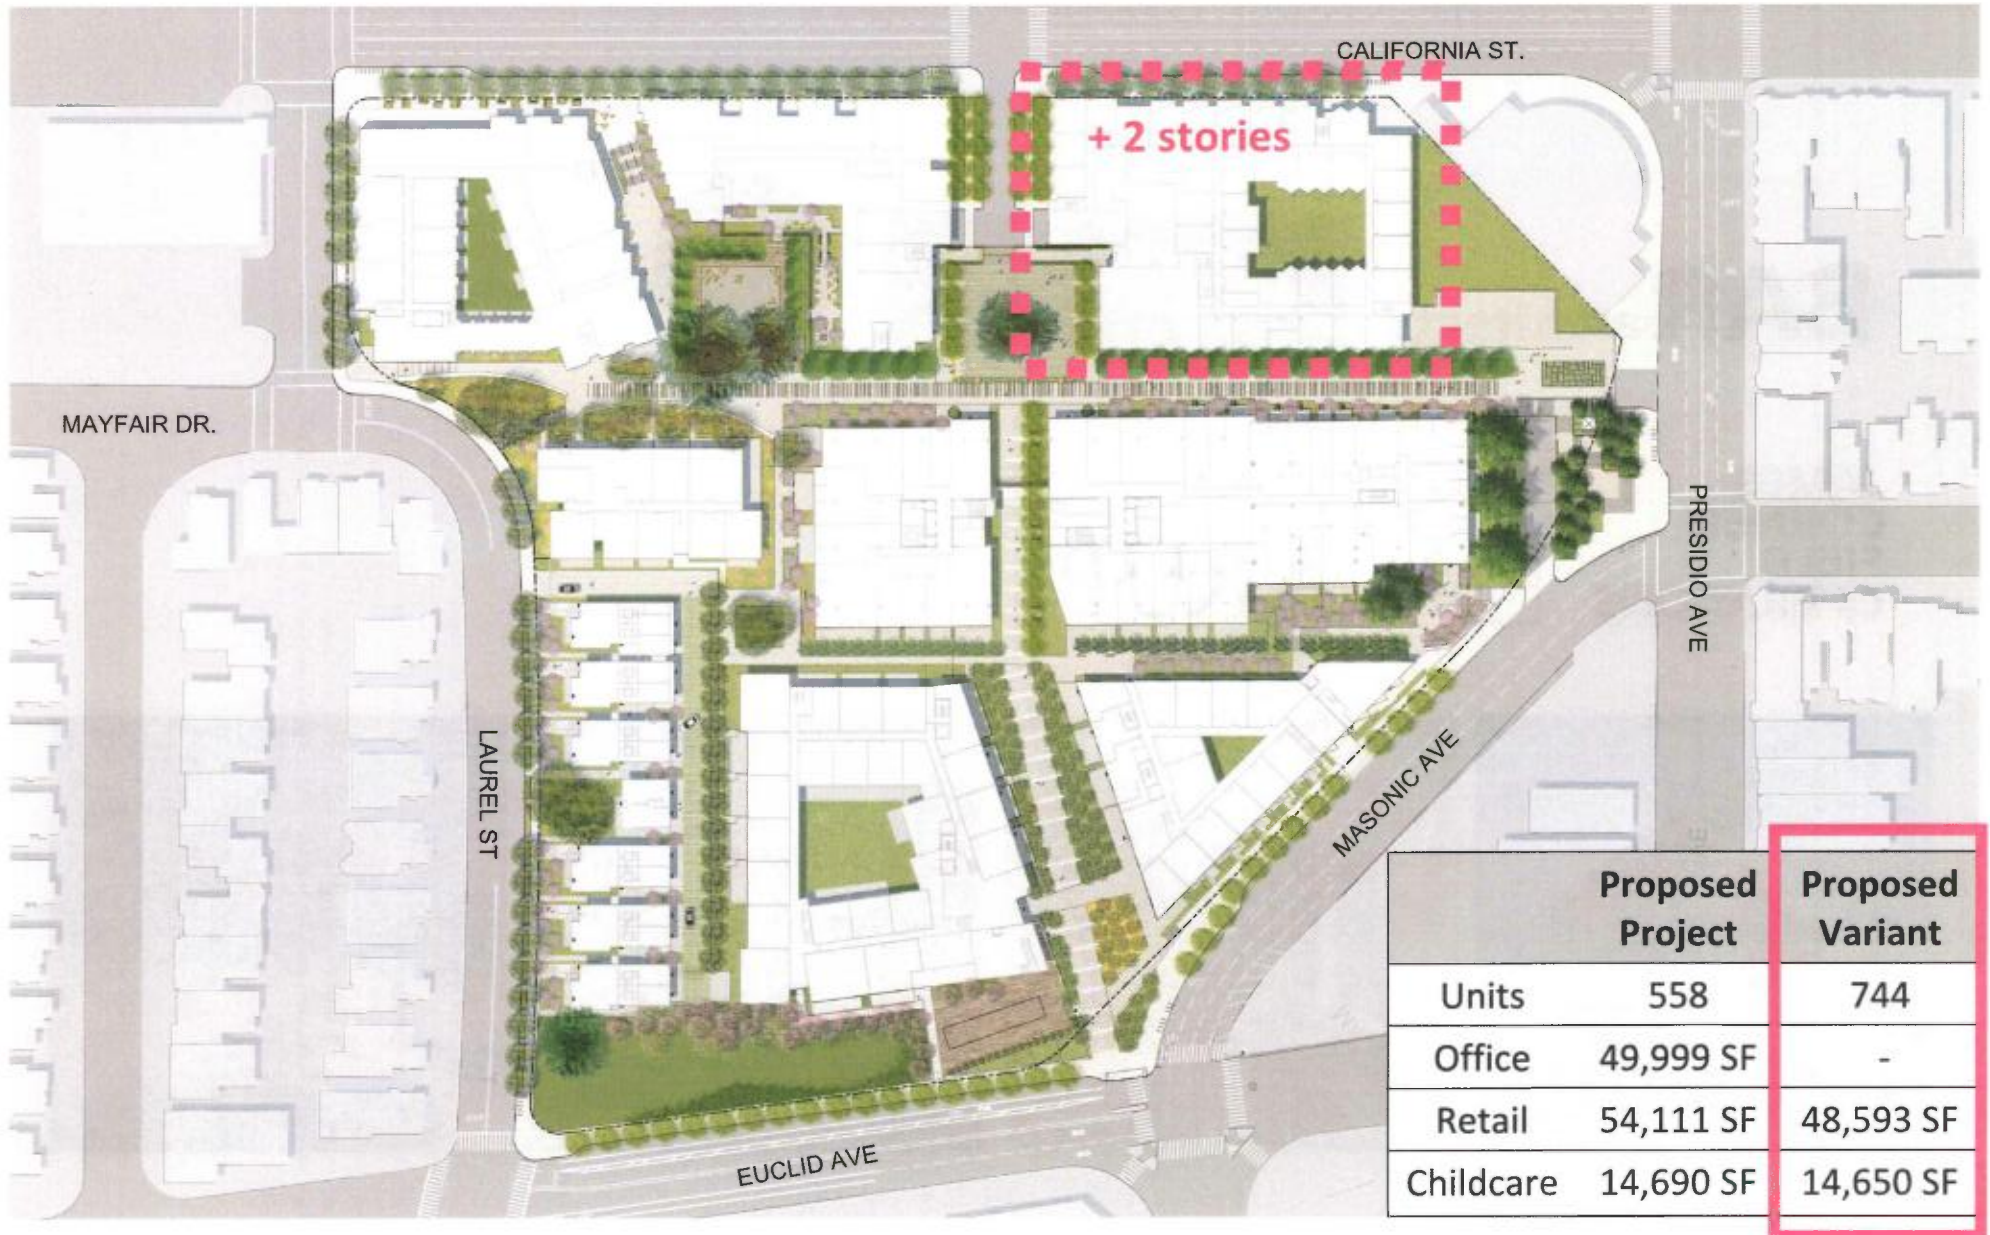 CALIFORNIA ST.
+ 2 stories
MAYFAIR DR.
PRESIDIO AVE
LAUREL ST
MASONIC AVE
EUCLID AVE
Proposed Project Proposed Variant
Units 558 744
Office 49,999 SF -
Retail 54,111 SF 48,593 SF
Childcare 14,690 SF 14,650 SF